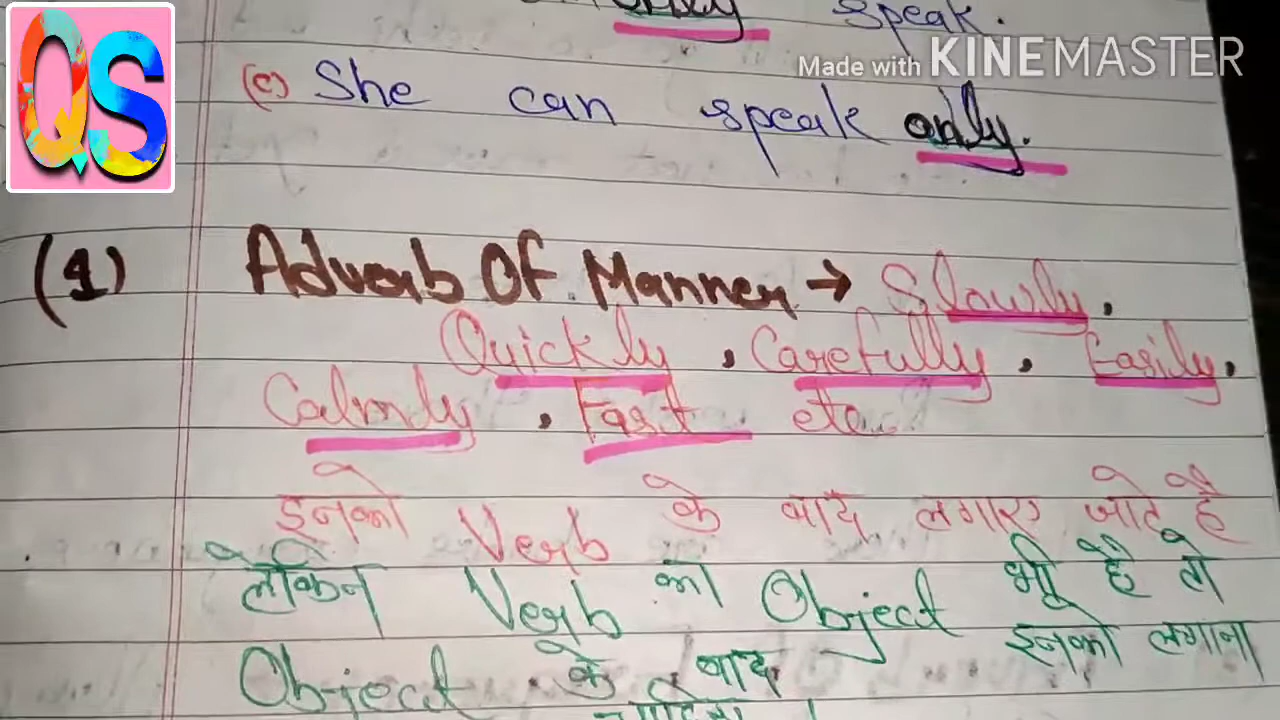 speak.
Made with KINEMASTER
QS
(c) She can speak only.
(1) Adverb Of Manner → Slowly,
Quickly, Carefully, Easily,
Calmly, Fast etc.
इनको Verb के बाद लगाए जाते है
लेकिन Verb का Object भी है तो
Object के बाद इनको लगाना
चाहिए।